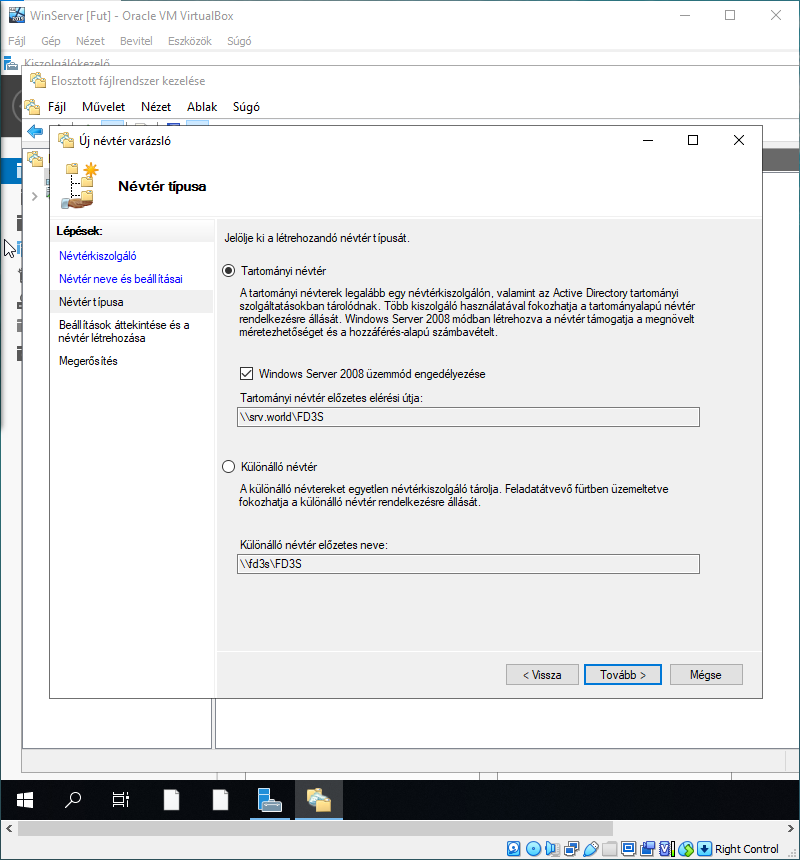 WinServer [Fut] - Oracle VM VirtualBox
Fájl Gép Nézet Bevitel Eszközök Súgó
Kiszolgálókezelő
Elosztott fájlrendszer kezelése
Fájl Művelet Nézet Ablak Súgó
Új névtér varázsló
Névtér típusa
Lépések:
Névtérkiszolgáló
Névtér neve és beállításai
Névtér típusa
Beállítások áttekintése és a
névtér létrehozása
Megerősítés
Jelölje ki a létrehozandó névtér típusát.
Tartományi névtér
A tartományi névterek legalább egy névtérkiszolgálón, valamint az Active Directory tartományi
szolgáltatásokban tárolódnak. Több kiszolgáló használatával fokozhatja a tartományalapú névtér
rendelkezésre állását. Windows Server 2008 módban létrehozva a névtér támogatja a megnövelt
méretezhetőséget és a hozzáférés-alapú számbavételt.
Windows Server 2008 üzemmód engedélyezése
Tartományi névtér előzetes elérési útja:
\\srv.world\FD3S
Különálló névtér
A különálló névtereket egyetlen névtérkiszolgáló tárolja. Feladatátvevő fürtben üzemeltetve
fokozhatja a különálló névtér rendelkezésre állását.
Különálló névtér előzetes neve:
\\fd3s\FD3S
< Vissza Tovább > Mégse
Right Control